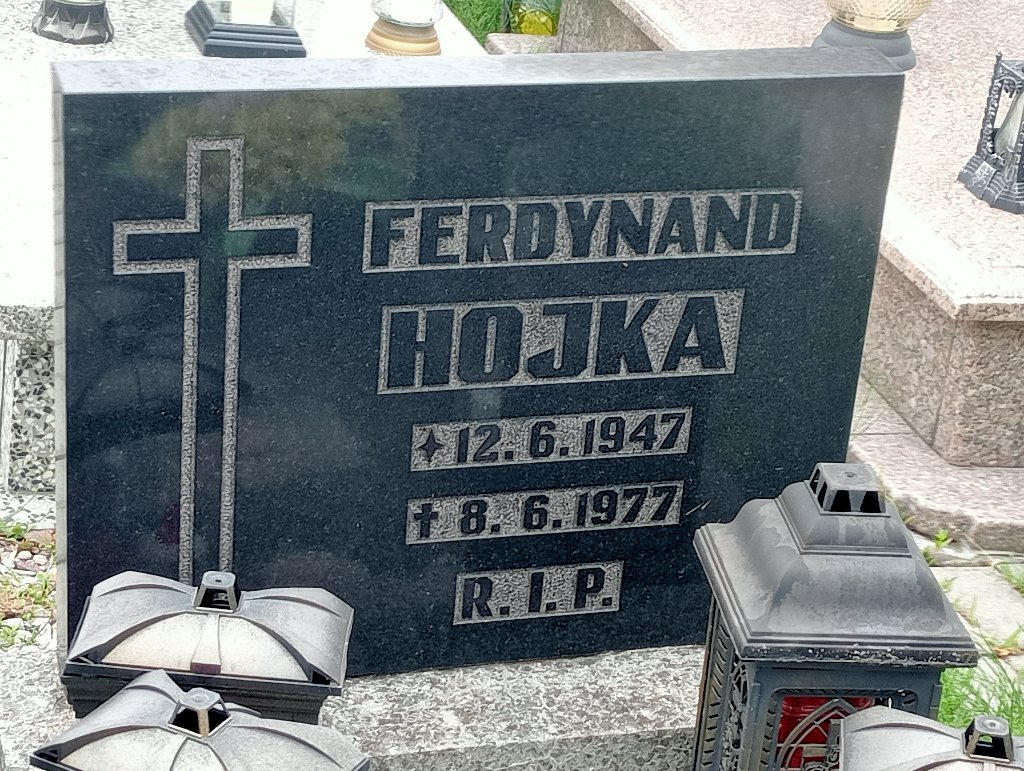 FERDYNAND
HOJKA
✦ 12. 6. 1947
✝ 8. 6. 1977
R. I. P.